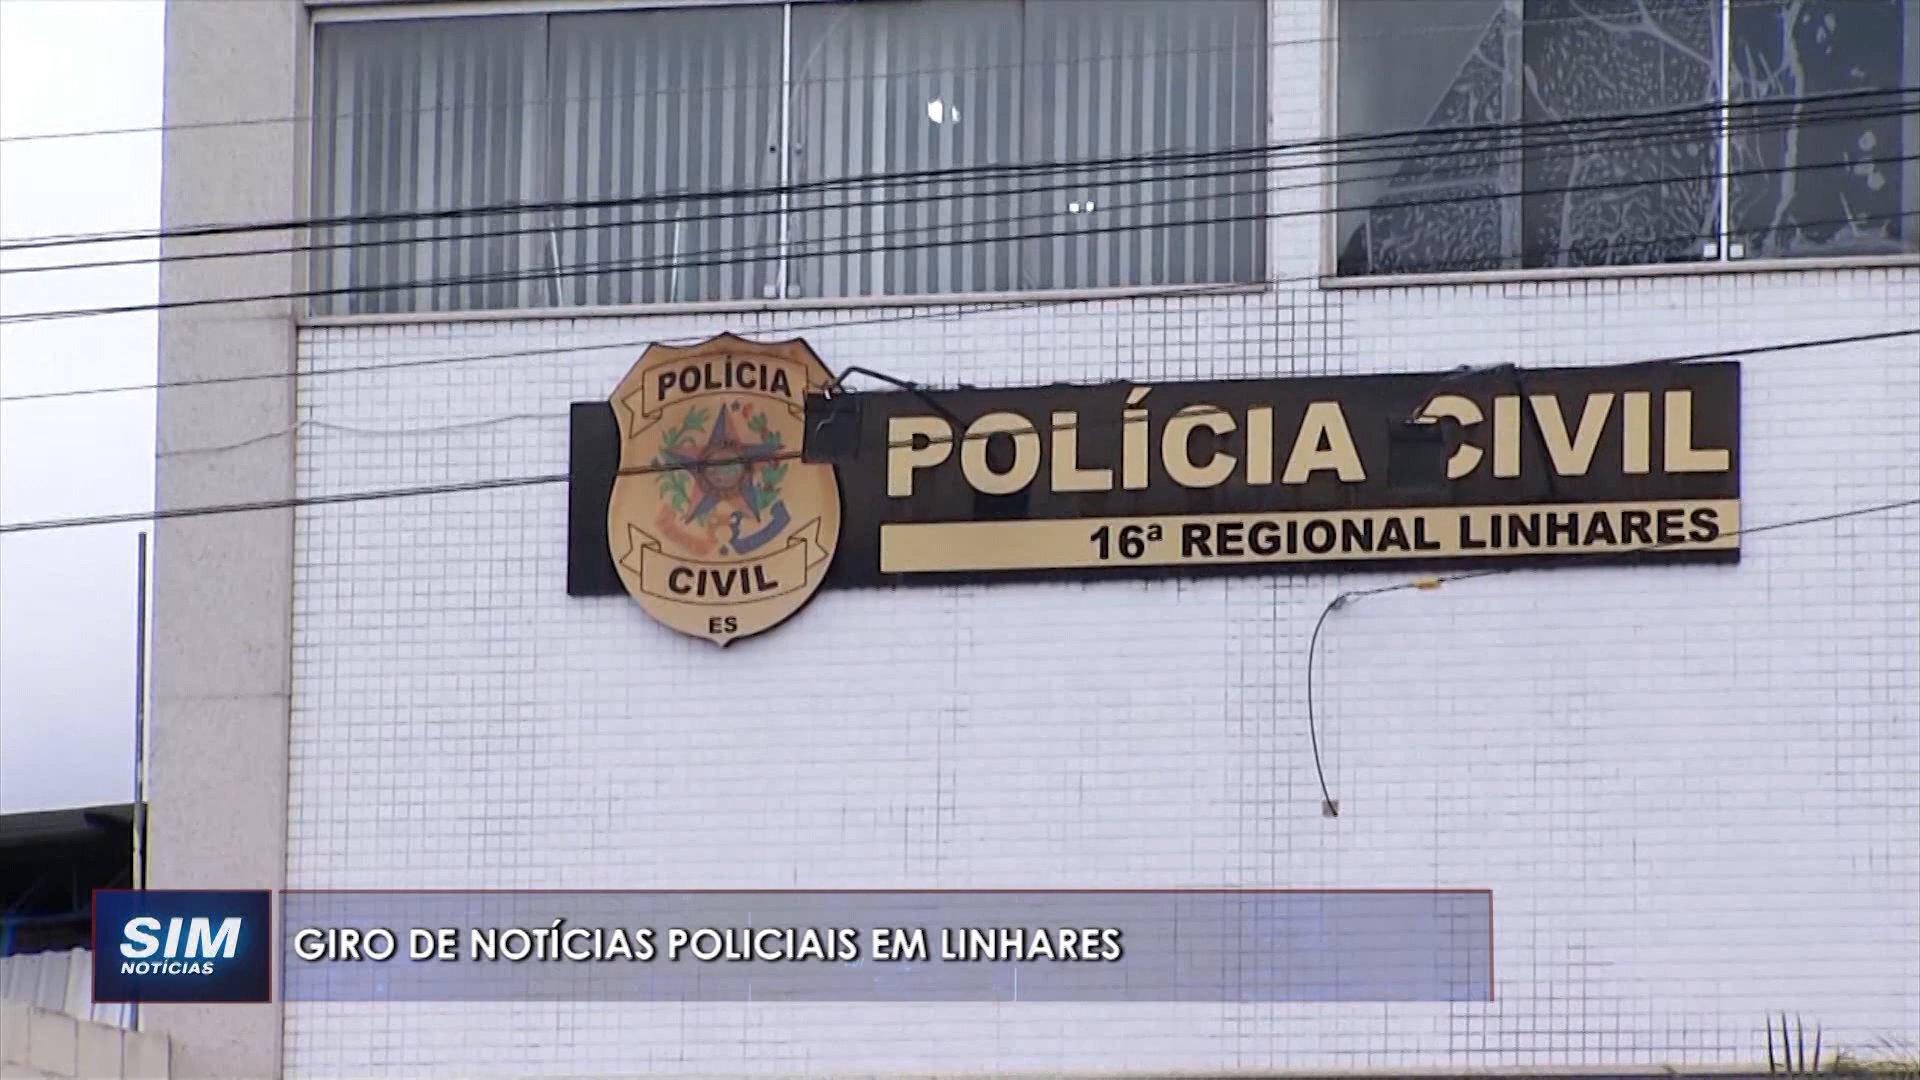 POLÍCIA
CIVIL
ES
POLÍCIA CIVIL
16ª REGIONAL LINHARES
SIM
NOTÍCIAS
GIRO DE NOTÍCIAS POLICIAIS EM LINHARES